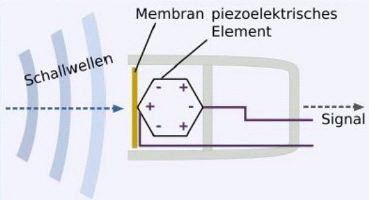 Membran piezoelektrisches
Element
Schallwellen
- +
+ -
- +
Signal